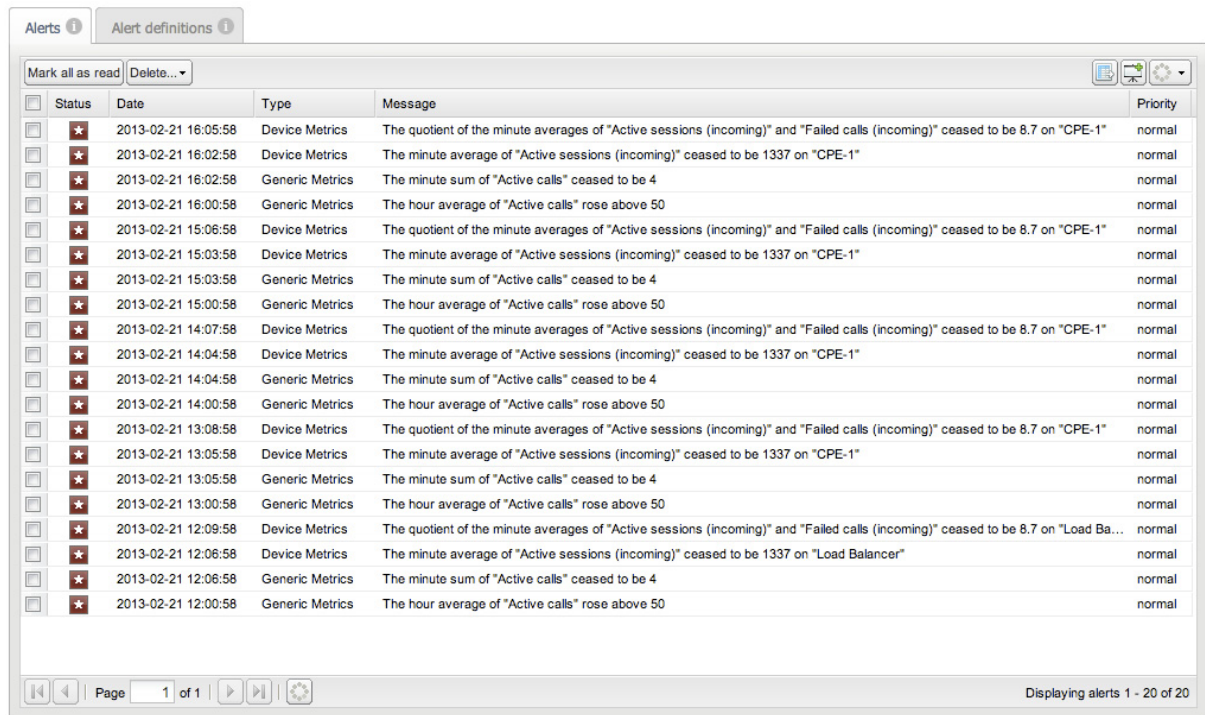 Alerts i Alert definitions i
Mark all as read Delete...
Status Date Type Message Priority
2013-02-21 16:05:58 Device Metrics The quotient of the minute averages of "Active sessions (incoming)" and "Failed calls (incoming)" ceased to be 8.7 on "CPE-1" normal
2013-02-21 16:02:58 Device Metrics The minute average of "Active sessions (incoming)" ceased to be 1337 on "CPE-1" normal
2013-02-21 16:02:58 Generic Metrics The minute sum of "Active calls" ceased to be 4 normal
2013-02-21 16:00:58 Generic Metrics The hour average of "Active calls" rose above 50 normal
2013-02-21 15:06:58 Device Metrics The quotient of the minute averages of "Active sessions (incoming)" and "Failed calls (incoming)" ceased to be 8.7 on "CPE-1" normal
2013-02-21 15:03:58 Device Metrics The minute average of "Active sessions (incoming)" ceased to be 1337 on "CPE-1" normal
2013-02-21 15:03:58 Generic Metrics The minute sum of "Active calls" ceased to be 4 normal
2013-02-21 15:00:58 Generic Metrics The hour average of "Active calls" rose above 50 normal
2013-02-21 14:07:58 Device Metrics The quotient of the minute averages of "Active sessions (incoming)" and "Failed calls (incoming)" ceased to be 8.7 on "CPE-1" normal
2013-02-21 14:04:58 Device Metrics The minute average of "Active sessions (incoming)" ceased to be 1337 on "CPE-1" normal
2013-02-21 14:04:58 Generic Metrics The minute sum of "Active calls" ceased to be 4 normal
2013-02-21 14:00:58 Generic Metrics The hour average of "Active calls" rose above 50 normal
2013-02-21 13:08:58 Device Metrics The quotient of the minute averages of "Active sessions (incoming)" and "Failed calls (incoming)" ceased to be 8.7 on "CPE-1" normal
2013-02-21 13:05:58 Device Metrics The minute average of "Active sessions (incoming)" ceased to be 1337 on "CPE-1" normal
2013-02-21 13:05:58 Generic Metrics The minute sum of "Active calls" ceased to be 4 normal
2013-02-21 13:00:58 Generic Metrics The hour average of "Active calls" rose above 50 normal
2013-02-21 12:09:58 Device Metrics The quotient of the minute averages of "Active sessions (incoming)" and "Failed calls (incoming)" ceased to be 8.7 on "Load Ba... normal
2013-02-21 12:06:58 Device Metrics The minute average of "Active sessions (incoming)" ceased to be 1337 on "Load Balancer" normal
2013-02-21 12:06:58 Generic Metrics The minute sum of "Active calls" ceased to be 4 normal
2013-02-21 12:00:58 Generic Metrics The hour average of "Active calls" rose above 50 normal
Page 1 of 1 Displaying alerts 1 - 20 of 20